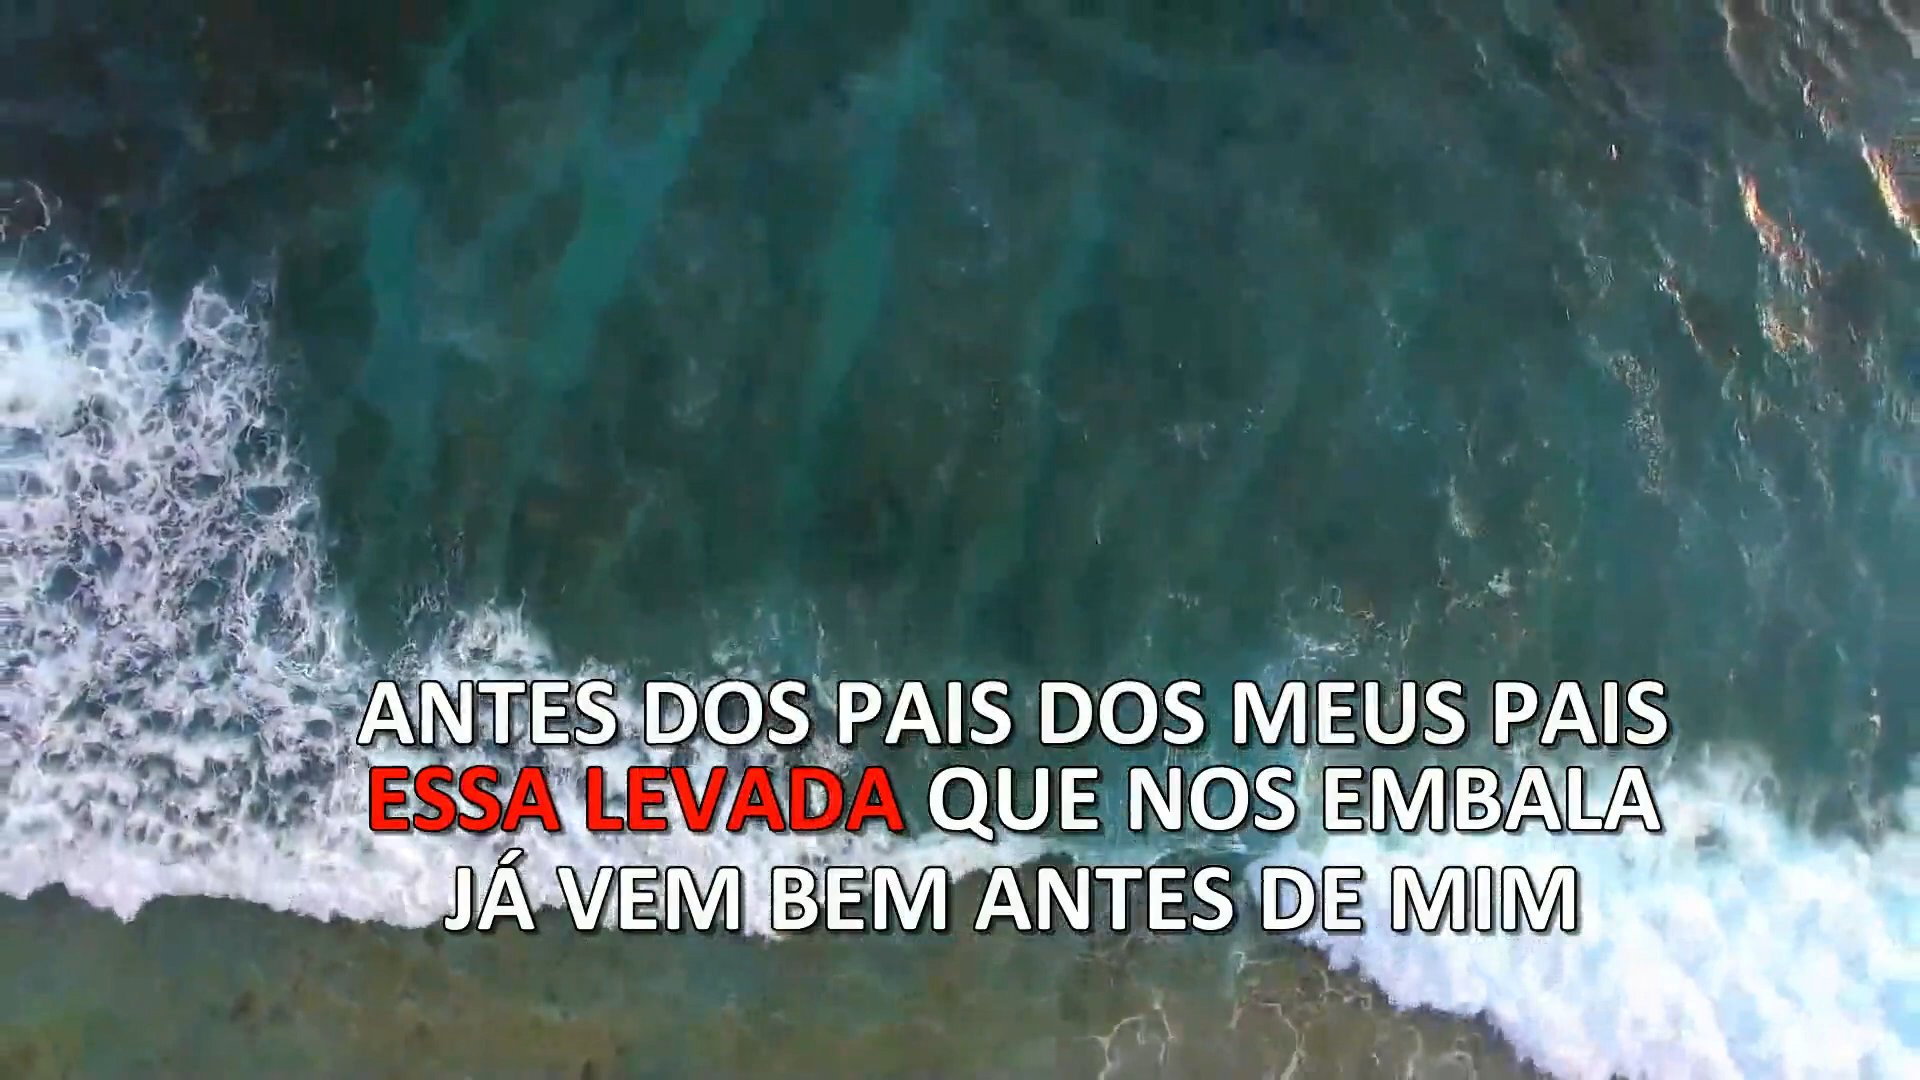 ANTES DOS PAIS DOS MEUS PAIS
ESSA LEVADA QUE NOS EMBALA
JÁ VEM BEM ANTES DE MIM